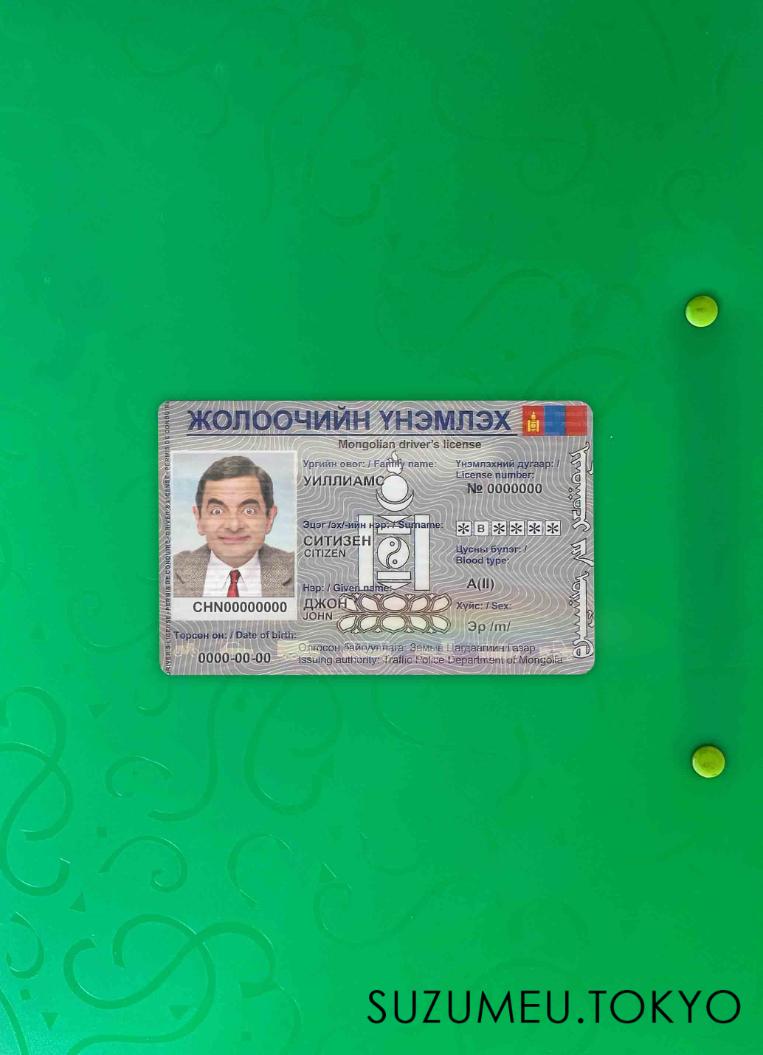 ЖОЛООЧИЙН ҮНЭМЛЭХ
Mongolian driver's license
Ургийн овог: / Family name:
УИЛЛИАМС
Үнэмлэхний дугаар: /
License number:
№ 0000000
Эцэг /эх/-ийн нэр: / Surname:
СИТИЗЕН
CITIZEN
* B * * * *
Цусны бүлэг: /
Blood type:
A(II)
Нэр: / Given name:
ДЖОН
JOHN
Хүйс: / Sex:
Эр /m/
CHN00000000
Төрсөн он: / Date of birth:
0000-00-00
Олгосон байгууллага: Замын Цагдаагийн газар
Issuing authority: Traffic Police Department of Mongolia
SUZUMEU.TOKYO